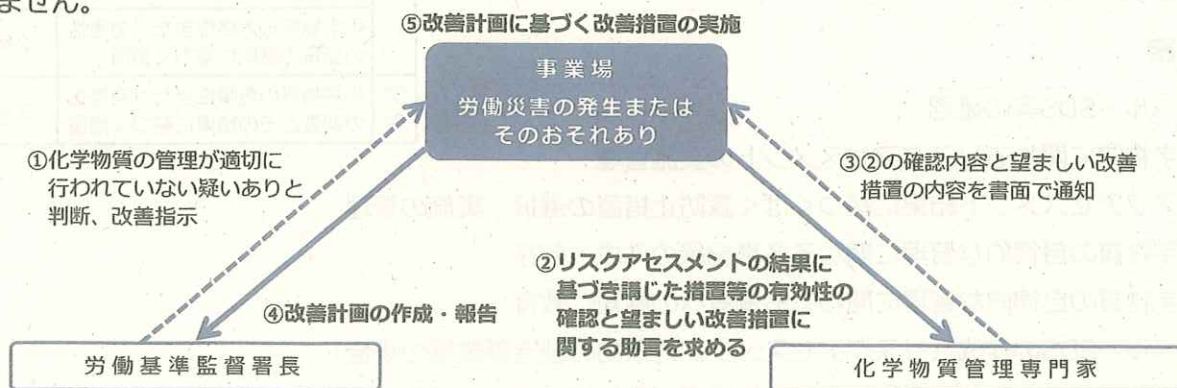 ません。
⑤改善計画に基づく改善措置の実施
事業場
労働災害の発生または
そのおそれあり
①化学物質の管理が適切に
行われていない疑いありと
判断、改善指示
③②の確認内容と望ましい改善
措置の内容を書面で通知
②リスクアセスメントの結果に
基づき講じた措置等の有効性の
確認と望ましい改善措置に
関する助言を求める
④改善計画の作成・報告
労働基準監督署長
化学物質管理専門家